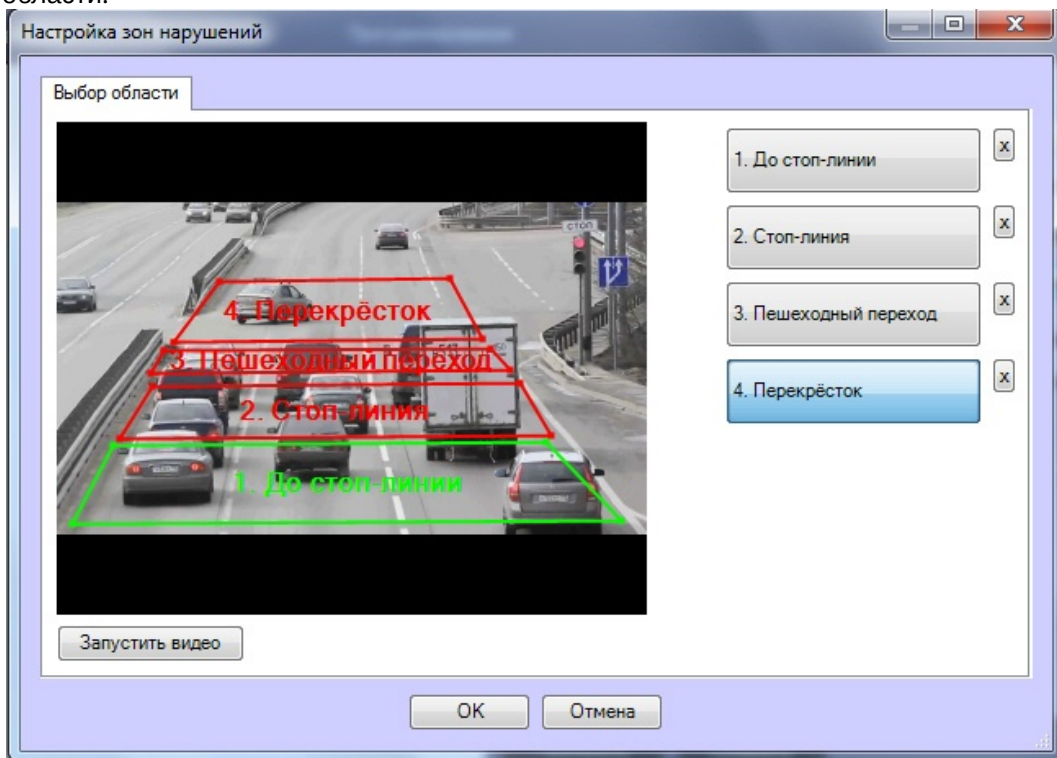 области.
Настройка зон нарушений
Выбор области
СТОП
4. Перекрёсток
3. Пешеходный переход
2. Стоп-линия
1. До стоп-линии
1. До стоп-линии
x
2. Стоп-линия
x
3. Пешеходный переход
x
4. Перекрёсток
x
Запустить видео
OK
Отмена